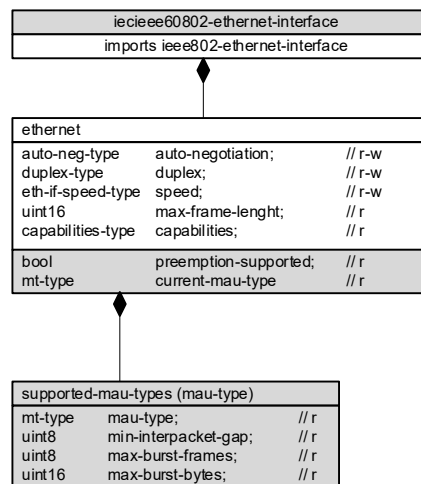 iecieee60802-ethernet-interface
imports ieee802-ethernet-interface
ethernet
auto-neg-type auto-negotiation; // r-w
duplex-type duplex; // r-w
eth-if-speed-type speed; // r-w
uint16 max-frame-lenght; // r
capabilities-type capabilities; // r
bool preemption-supported; // r
mt-type current-mau-type // r
supported-mau-types (mau-type)
mt-type mau-type; // r
uint8 min-interpacket-gap; // r
uint8 max-burst-frames; // r
uint16 max-burst-bytes; // r